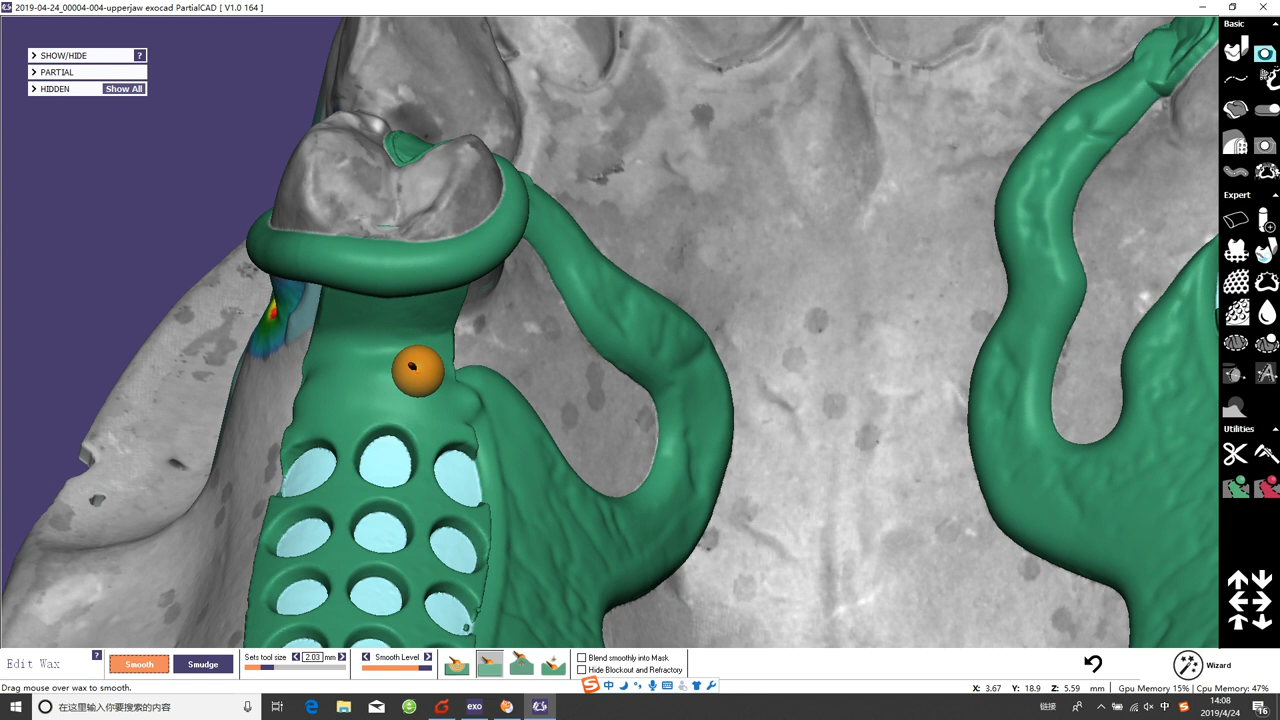 2019-04-24_00004-004-upperjaw exocad PartialCAD [ V1.0 164 ]
SHOW/HIDE ?
PARTIAL
HIDDEN Show All
Basic
Expert
Utilities
Edit Wax ?
Smooth
Smudge
Sets tool size 2.03 mm
Smooth Level
Blend smoothly into Mask
Hide Blockout and Refractory
Wizard
Drag mouse over wax to smooth.
X: 3.67 Y: 18.9 Z: 5.59 mm
Gpu Memory 15% | Cpu Memory: 47%
中
在这里输入你要搜索的内容
exo
链接
中
14:08
2019/4/24
16